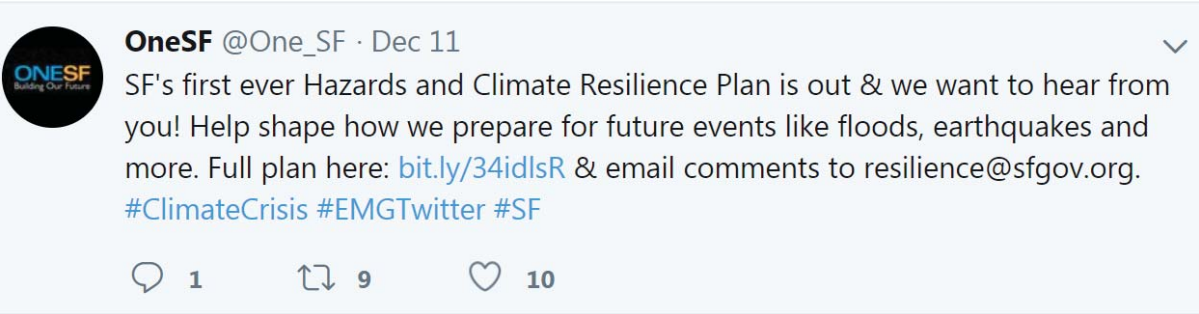 ONESF
Building Our Future
OneSF @One_SF · Dec 11
SF's first ever Hazards and Climate Resilience Plan is out & we want to hear from
you! Help shape how we prepare for future events like floods, earthquakes and
more. Full plan here: bit.ly/34idlsR & email comments to resilience@sfgov.org.
#ClimateCrisis #EMGTwitter #SF
1 9 10